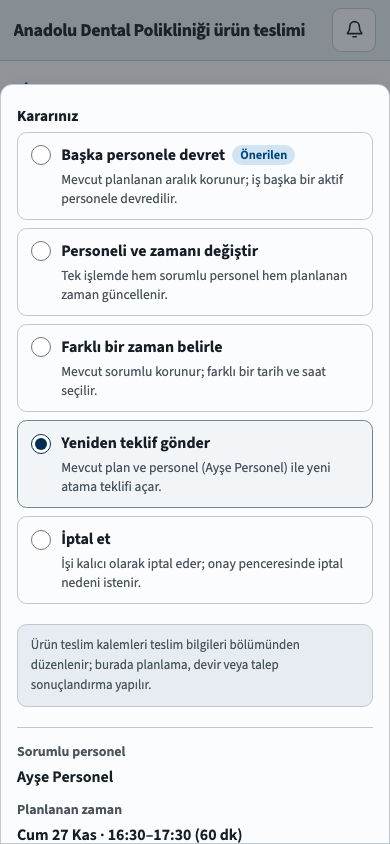 Anadolu Dental Polikliniği ürün teslimi
Kararınız
Başka personele devret Önerilen
Mevcut planlanan aralık korunur; iş başka bir aktif
personele devredilir.
Personeli ve zamanı değiştir
Tek işlemde hem sorumlu personel hem planlanan
zaman güncellenir.
Farklı bir zaman belirle
Mevcut sorumlu korunur; farklı bir tarih ve saat
seçilir.
Yeniden teklif gönder
Mevcut plan ve personel (Ayşe Personel) ile yeni
atama teklifi açar.
İptal et
İşi kalıcı olarak iptal eder; onay penceresinde iptal
nedeni istenir.
Ürün teslim kalemleri teslim bilgileri bölümünden
düzenlenir; burada planlama, devir veya talep
sonuçlandırma yapılır.
Sorumlu personel
Ayşe Personel
Planlanan zaman
Cum 27 Kas · 16:30–17:30 (60 dk)